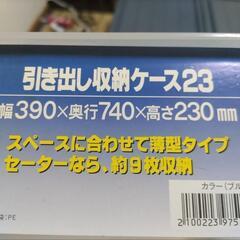 引き出し収納ケース23
幅390×奥行740×高さ230mm
スペースに合わせて薄型タイプ
セーターなら、約9枚収納
カラー(ブル
袋:PE
2100223975